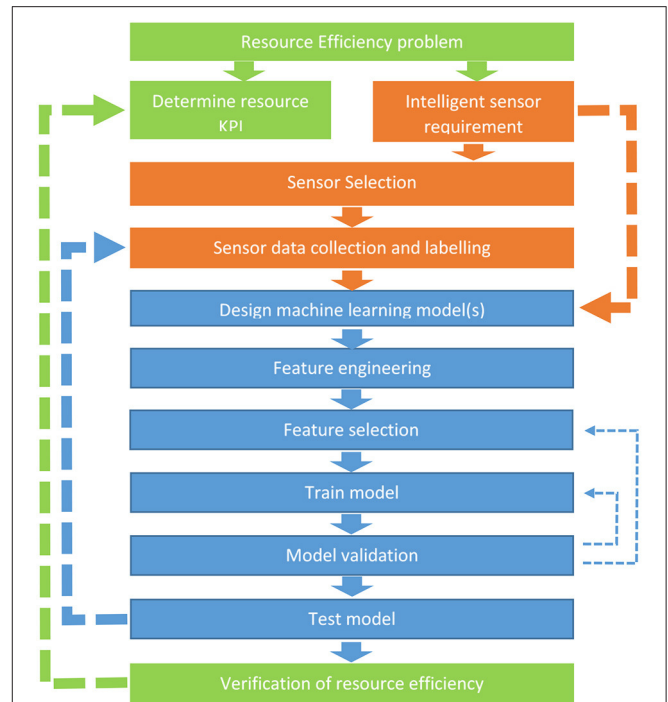 Resource Efficiency problem
Determine resource
KPI
Intelligent sensor
requirement
Sensor Selection
Sensor data collection and labelling
Design machine learning model(s)
Feature engineering
Feature selection
Train model
Model validation
Test model
Verification of resource efficiency